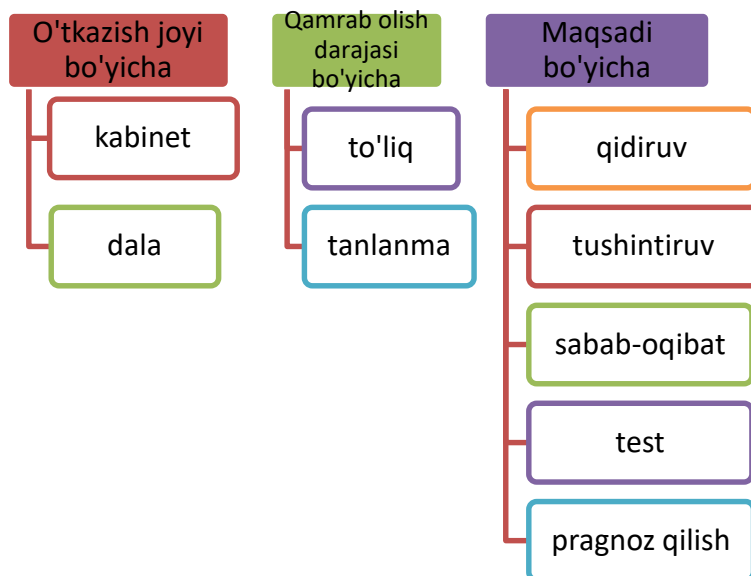 O'tkazish joyi
bo'yicha
kabinet
dala
Qamrab olish
darajasi
bo'yicha
to'liq
tanlanma
Maqsadi
bo'yicha
qidiruv
tushintiruv
sabab-oqibat
test
pragnoz qilish